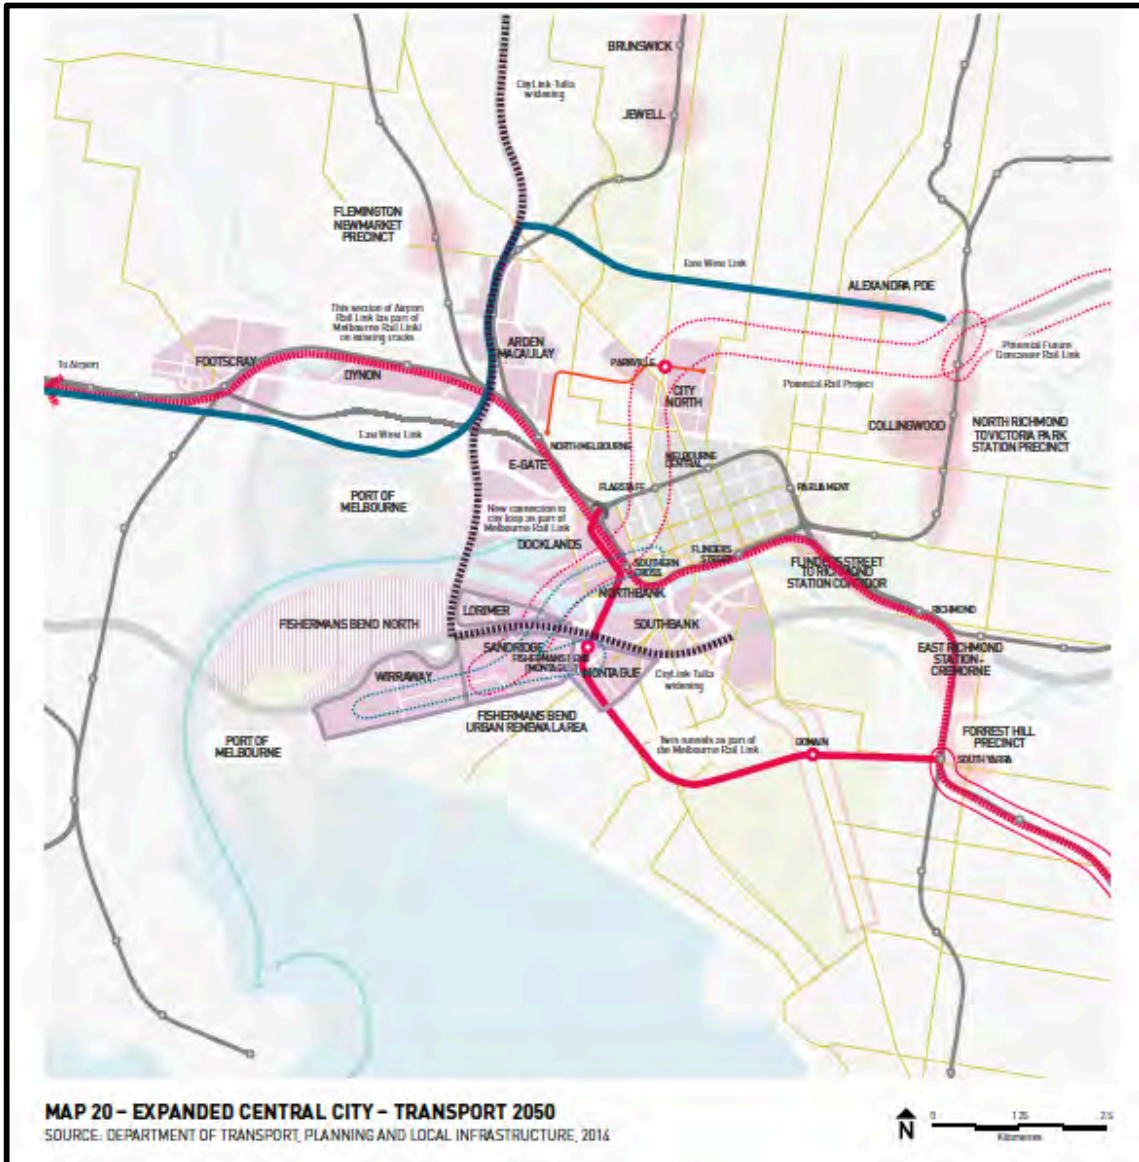 BRUNSWICK
CityLink-Tulla
widening
JEWELL
FLEMINGTON
NEWMARKET
PRECINCT
East West Link
ALEXANDRA PDE
This section of Airport
Rail Link (as part of
Melbourne Rail Link)
on existing tracks
ARDEN
MACAULAY
Potential Future
Doncaster Rail Link
To Airport
FOOTSCRAY
DYNON
PARKVILLE
CITY
NORTH
Potential Rail Project
COLLINGWOOD
NORTH RICHMOND
TO VICTORIA PARK
STATION PRECINCT
East West Link
NORTH MELBOURNE
MELBOURNE
CENTRAL
E-GATE
FLAGSTAFF
PARLIAMENT
PORT OF
MELBOURNE
New connection to
city loop as part of
Melbourne Rail Link
DOCKLANDS
FLINDERS
STREET
SOUTHERN
CROSS
FLINDERS STREET
TO RICHMOND
STATION CORRIDOR
NORTHBANK
LORIMER
RICHMOND
FISHERMANS BEND NORTH
SOUTHBANK
SANDRIDGE
FISHERMANS BEND
(MONTAGUE)
EAST RICHMOND
STATION -
CREMORNE
WIRRAWAY
MONTAGUE
CityLink-Tulla
widening
FISHERMANS BEND
URBAN RENEWAL AREA
PORT OF
MELBOURNE
Twin tunnels as part of
the Melbourne Rail Link
DOMAIN
FORREST HILL
PRECINCT
SOUTH YARRA
MAP 20 – EXPANDED CENTRAL CITY – TRANSPORT 2050
SOURCE: DEPARTMENT OF TRANSPORT, PLANNING AND LOCAL INFRASTRUCTURE, 2014
N
0 1.25 2.5
Kilometres